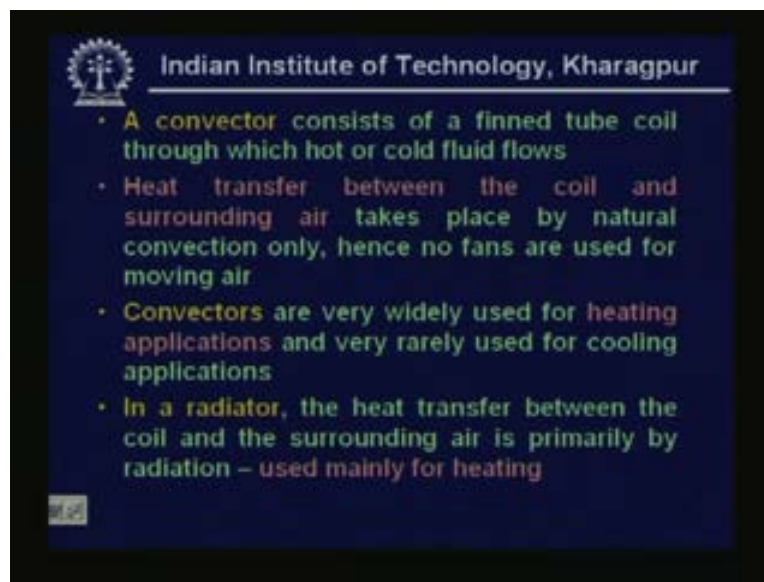 Indian Institute of Technology, Kharagpur
• A convector consists of a finned tube coil
through which hot or cold fluid flows
• Heat transfer between the coil and
surrounding air takes place by natural
convection only, hence no fans are used for
moving air
• Convectors are very widely used for heating
applications and very rarely used for cooling
applications
• In a radiator, the heat transfer between the
coil and the surrounding air is primarily by
radiation – used mainly for heating